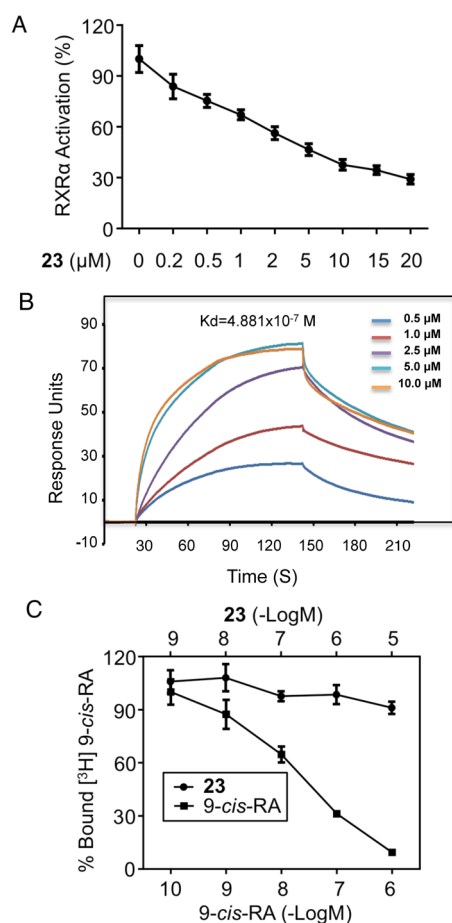 A
RXRα Activation (%)
120
90
60
30
0
23 (μM) 0 0.2 0.5 1 2 5 10 15 20
B
Kd=4.881x10⁻⁷ M
0.5 μM
1.0 μM
2.5 μM
5.0 μM
10.0 μM
Response Units
90
70
50
30
10
-10
30 60 90 120 150 180 210
Time (S)
C
23 (-LogM)
9 8 7 6 5
% Bound [³H] 9-cis-RA
120
90
60
30
0
23
9-cis-RA
10 9 8 7 6
9-cis-RA (-LogM)